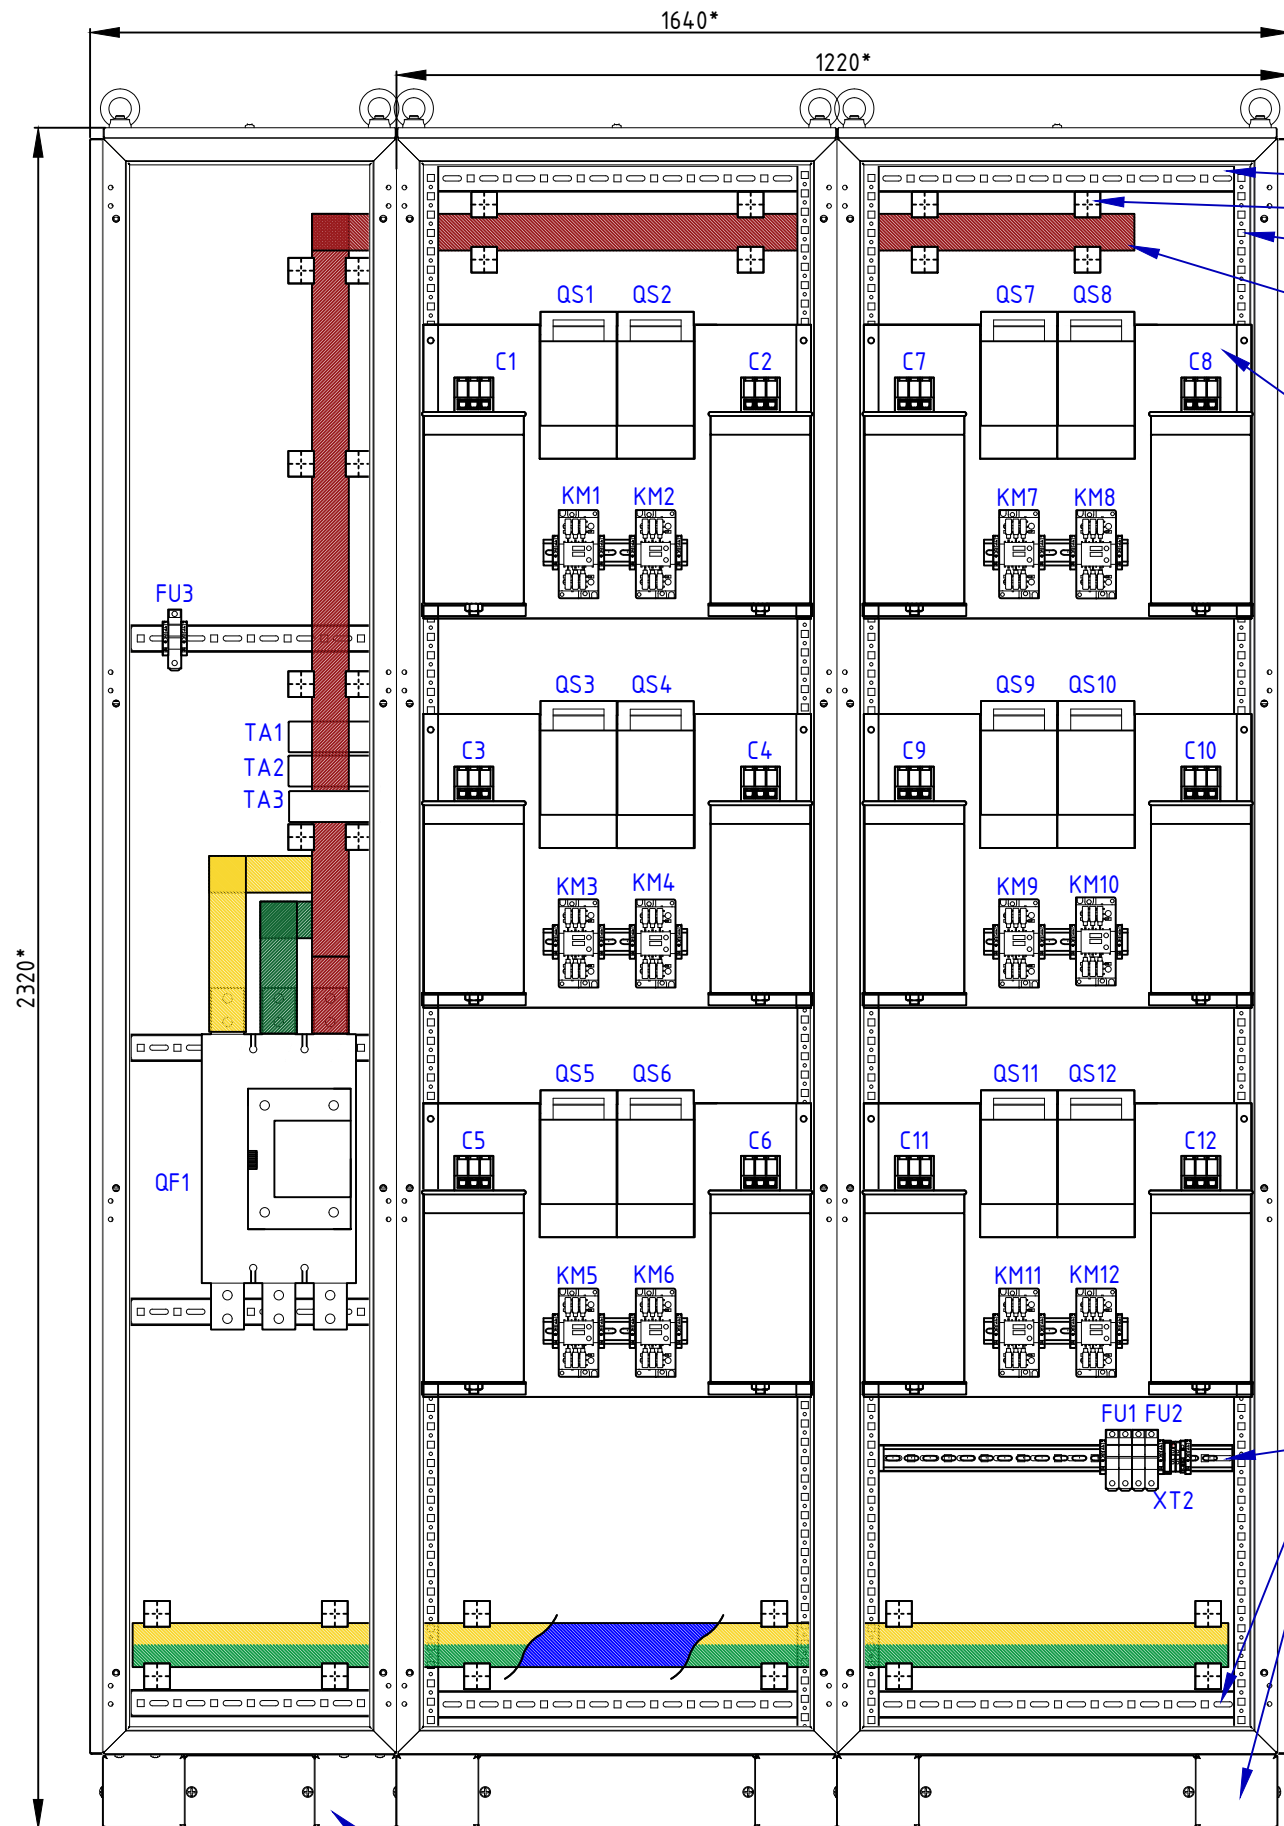 1640*
1220*
QS1 QS2 QS7 QS8
C1 C2 C7 C8
KM1 KM2 KM7 KM8
FU3
QS3 QS4 QS9 QS10
TA1
C3 C4 C9 C10
TA2
TA3
KM3 KM4 KM9 KM10
2320*
QS5 QS6 QS11 QS12
C5 C6 C11 C12
QF1
KM5 KM6 KM11 KM12
FU1 FU2
XT2